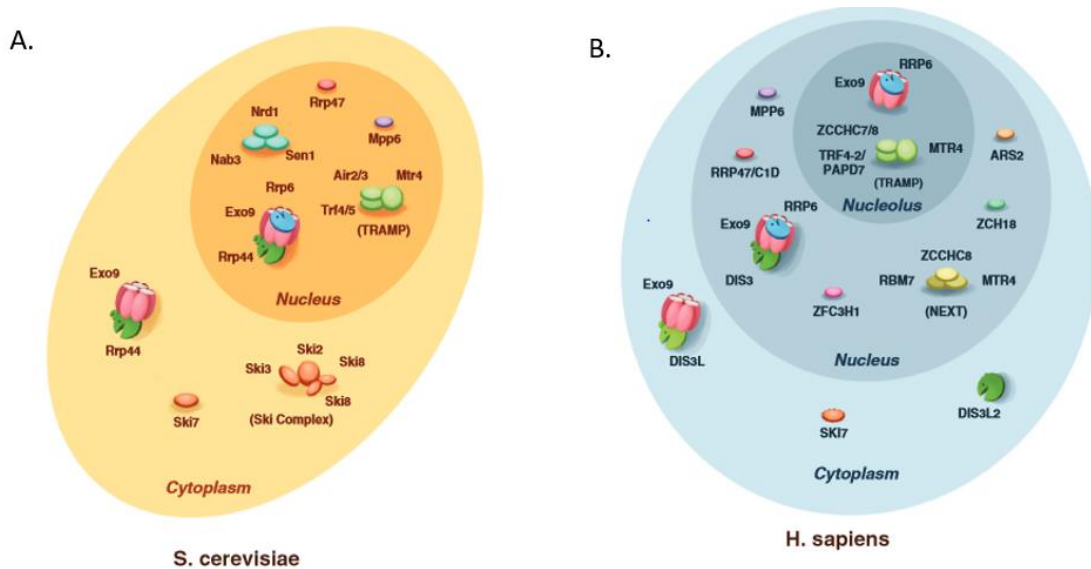 A.
Rrp47
Nrd1
Mpp6
Nab3
Sen1
Air2/3
Mtr4
Rrp6
Trf4/5
Exo9
(TRAMP)
Rrp44
Nucleus
Exo9
Rrp44
Ski2
Ski3
Ski8
Ski8
Ski7
(Ski Complex)
Cytoplasm
S. cerevisiae
B.
RRP6
Exo9
MPP6
ZCCHC7/8
MTR4
TRF4-2/
PAPD7
(TRAMP)
Nucleolus
ARS2
RRP47/C1D
RRP6
Exo9
DIS3
ZCH18
ZCCHC8
RBM7
MTR4
(NEXT)
ZFC3H1
Nucleus
Exo9
DIS3L
DIS3L2
SKI7
Cytoplasm
H. sapiens